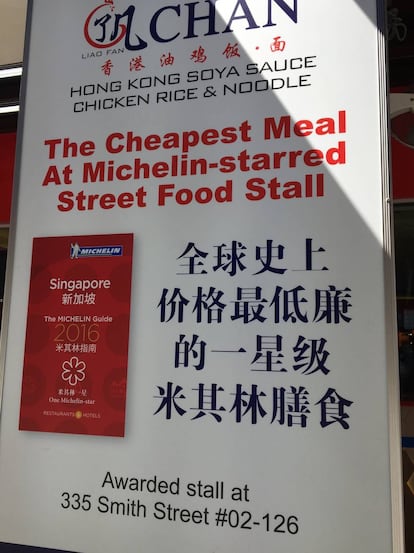 了凡 CHAN
LIAO FAN
香港油鸡饭·面
HONG KONG SOYA SAUCE
CHICKEN RICE & NOODLE
The Cheapest Meal
At Michelin-starred
Street Food Stall
MICHELIN
Singapore
新加坡
The MICHELIN Guide
2016
米其林指南
米其林一星
One Michelin-star
RESTAURANTS & HOTELS
全球史上
价格最低廉
的一星级
米其林膳食
Awarded stall at
335 Smith Street #02-126